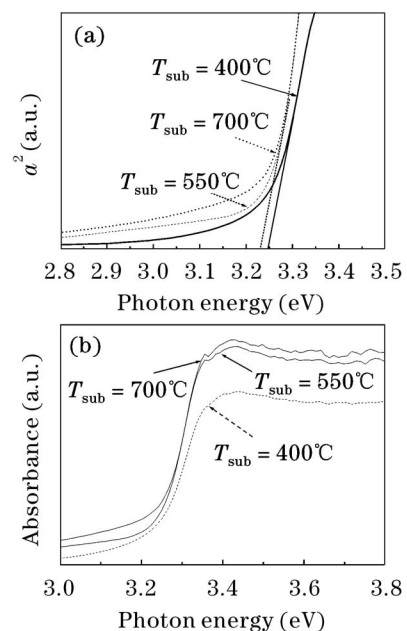 (a)
T_sub = 400℃
T_sub = 700℃
T_sub = 550℃
a² (a.u.)
2.8 2.9 3.0 3.1 3.2 3.3 3.4 3.5
Photon energy (eV)
(b)
T_sub = 700℃
T_sub = 550℃
T_sub = 400℃
Absorbance (a.u.)
3.0 3.2 3.4 3.6 3.8
Photon energy (eV)